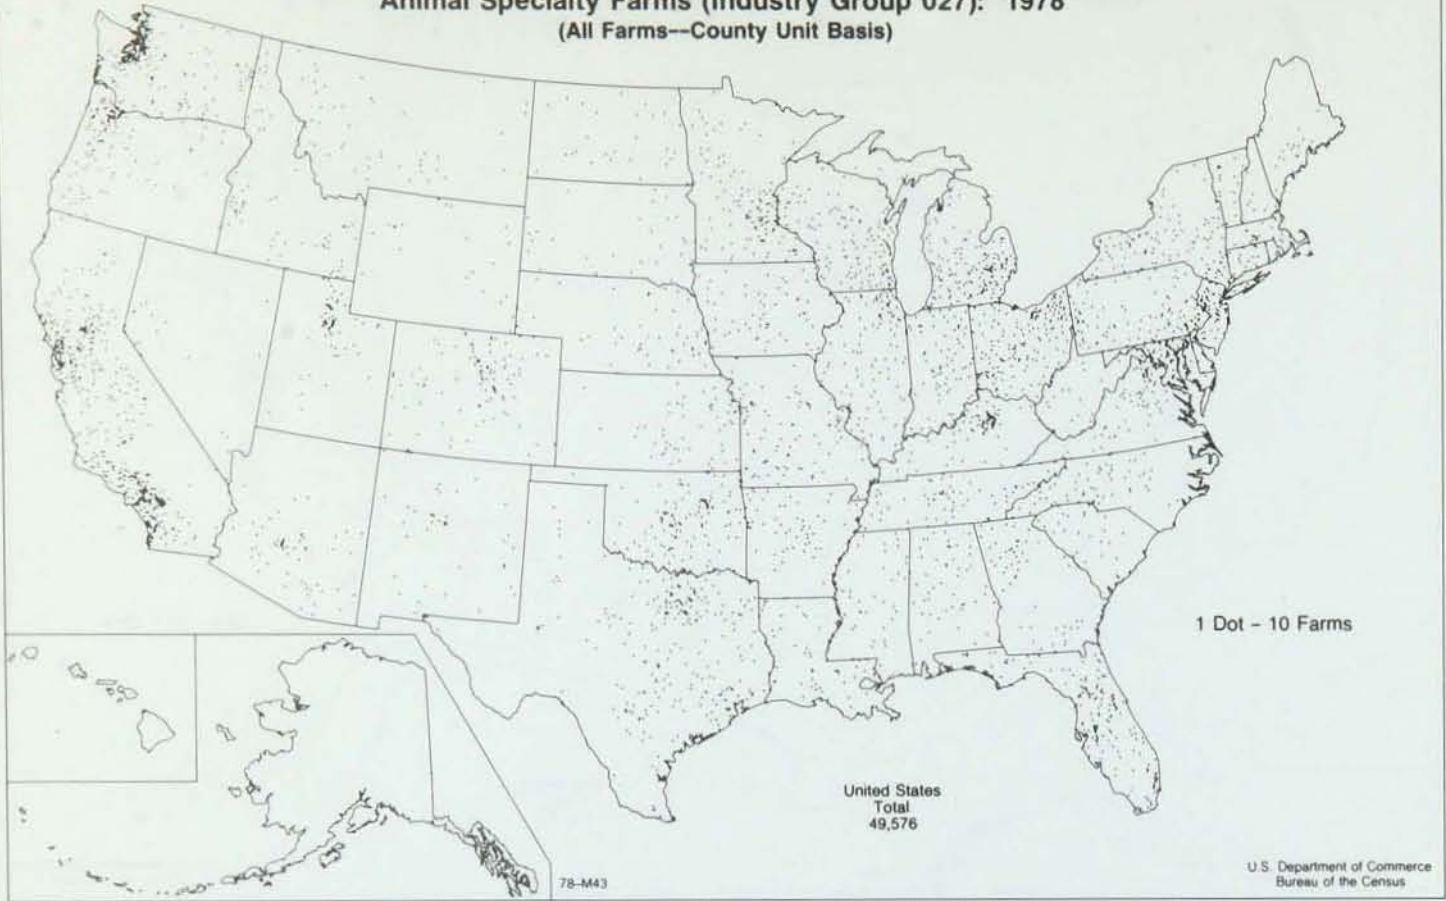 Animal Specialty Farms (Industry Group 027): 1978
(All Farms--County Unit Basis)
1 Dot - 10 Farms
United States
Total
49,576
78-M43
U.S. Department of Commerce
Bureau of the Census